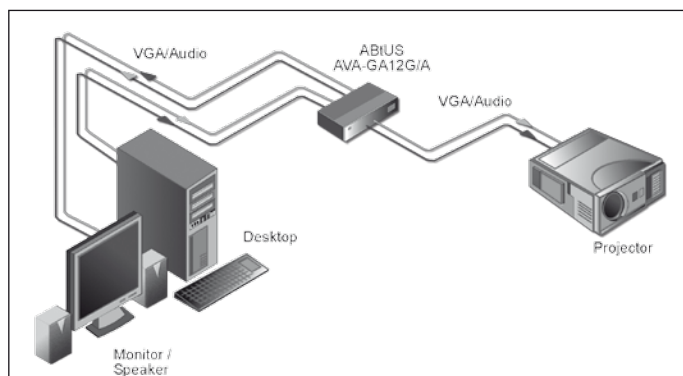 VGA/Audio
ABtUS
AVA-GA12G/A
VGA/Audio
Desktop
Projector
Monitor /
Speaker